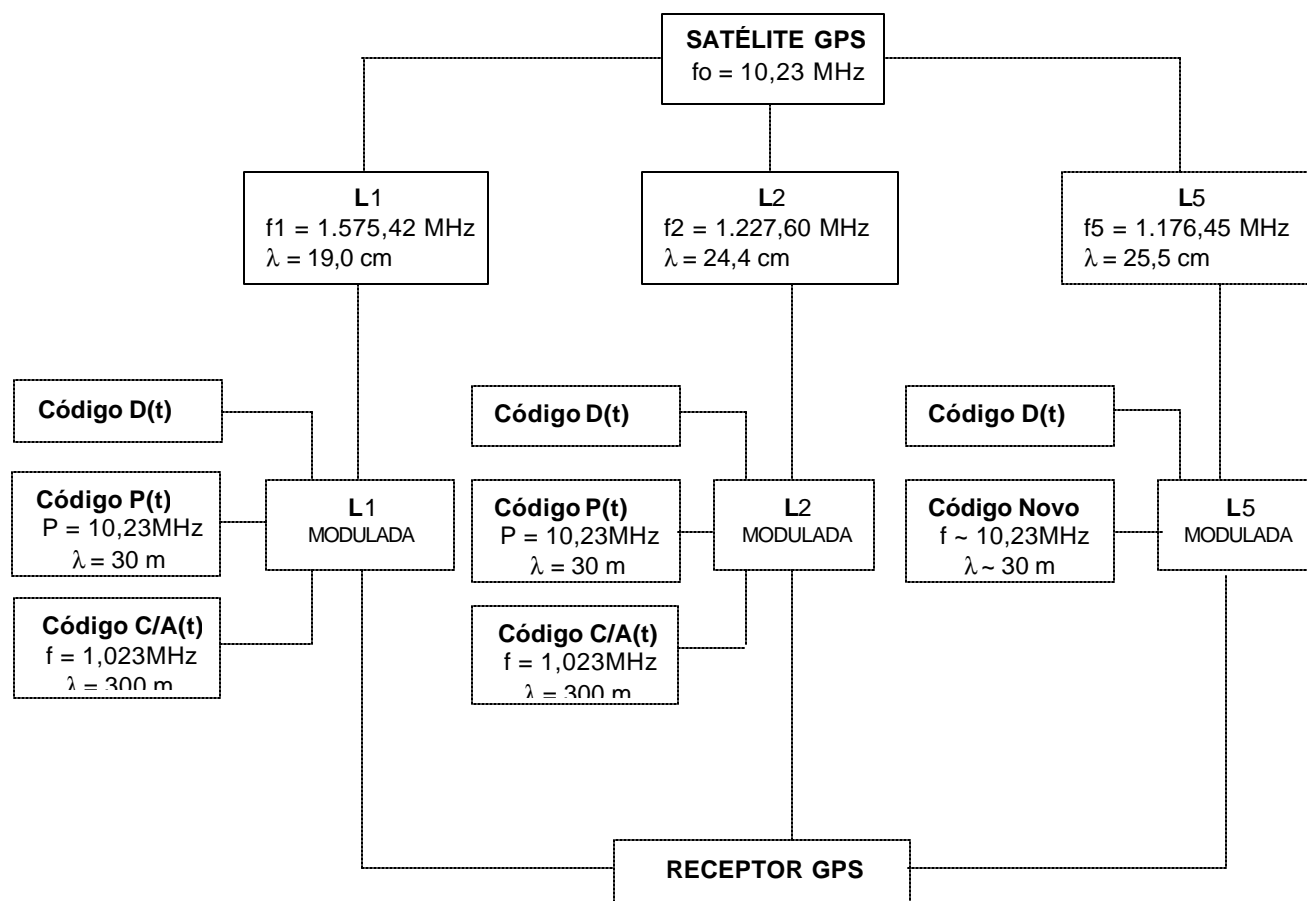 SATÉLITE GPS
fo = 10,23 MHz
L1
f1 = 1.575,42 MHz
λ = 19,0 cm
L2
f2 = 1.227,60 MHz
λ = 24,4 cm
L5
f5 = 1.176,45 MHz
λ = 25,5 cm
Código D(t)
Código P(t)
P = 10,23MHz
λ = 30 m
Código C/A(t)
f = 1,023MHz
λ = 300 m
L1
MODULADA
Código D(t)
Código P(t)
P = 10,23MHz
λ = 30 m
Código C/A(t)
f = 1,023MHz
λ = 300 m
L2
MODULADA
Código D(t)
Código Novo
f ~ 10,23MHz
λ ~ 30 m
L5
MODULADA
RECEPTOR GPS